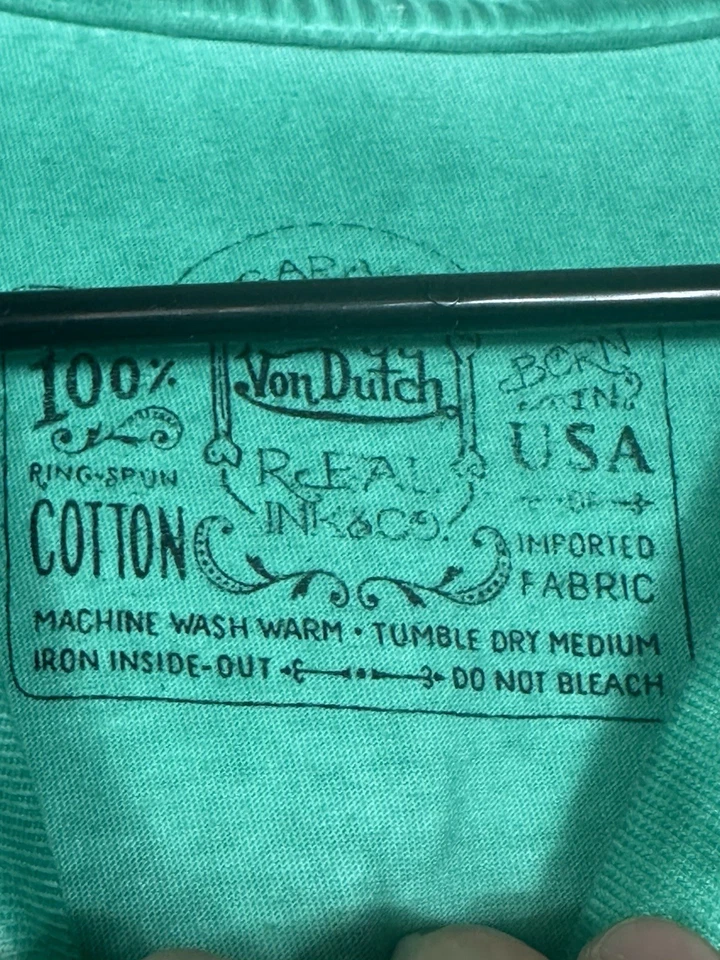 100%
RING-SPUN
COTTON
Von Dutch
REAL
INK & CO.
BORN
IN
USA
OF
IMPORTED
FABRIC
MACHINE WASH WARM • TUMBLE DRY MEDIUM
IRON INSIDE-OUT DO NOT BLEACH